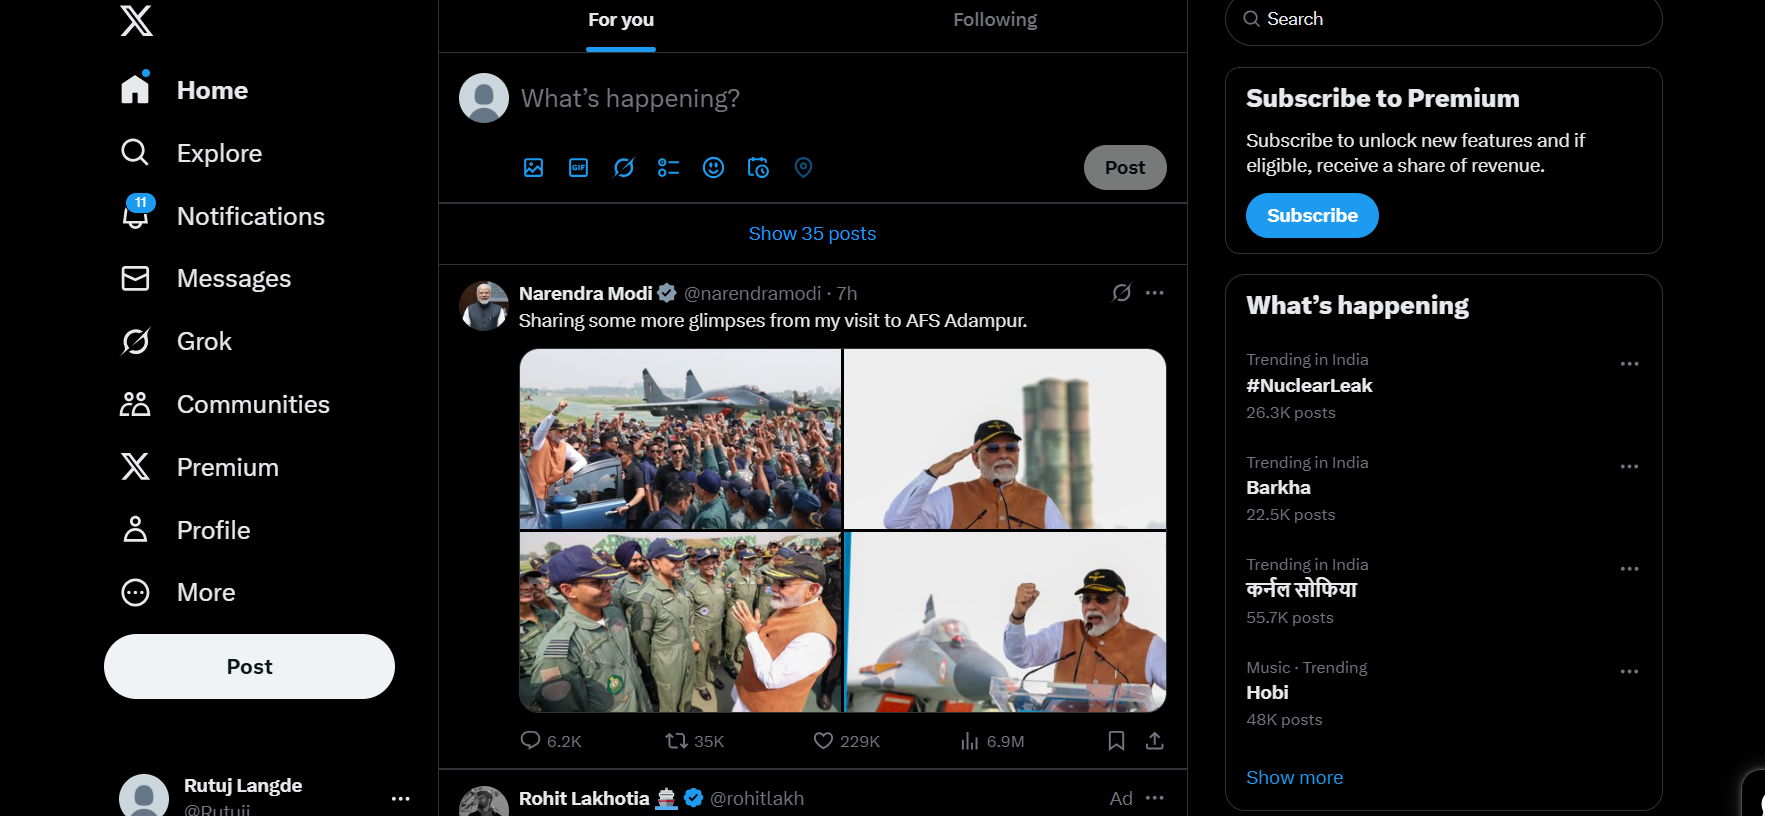 Home
Explore
11
Notifications
Messages
Grok
Communities
Premium
Profile
More
Post
Rutuj Langde
For you
Following
What’s happening?
GIF
Post
Show 35 posts
Narendra Modi @narendramodi · 7h
Sharing some more glimpses from my visit to AFS Adampur.
6.2K 35K 229K 6.9M
Rohit Lakhotia @rohitlakh Ad
Search
Subscribe to Premium
Subscribe to unlock new features and if
eligible, receive a share of revenue.
Subscribe
What’s happening
Trending in India
#NuclearLeak
26.3K posts
Trending in India
Barkha
22.5K posts
Trending in India
कर्नल सोफिया
55.7K posts
Music · Trending
Hobi
48K posts
Show more